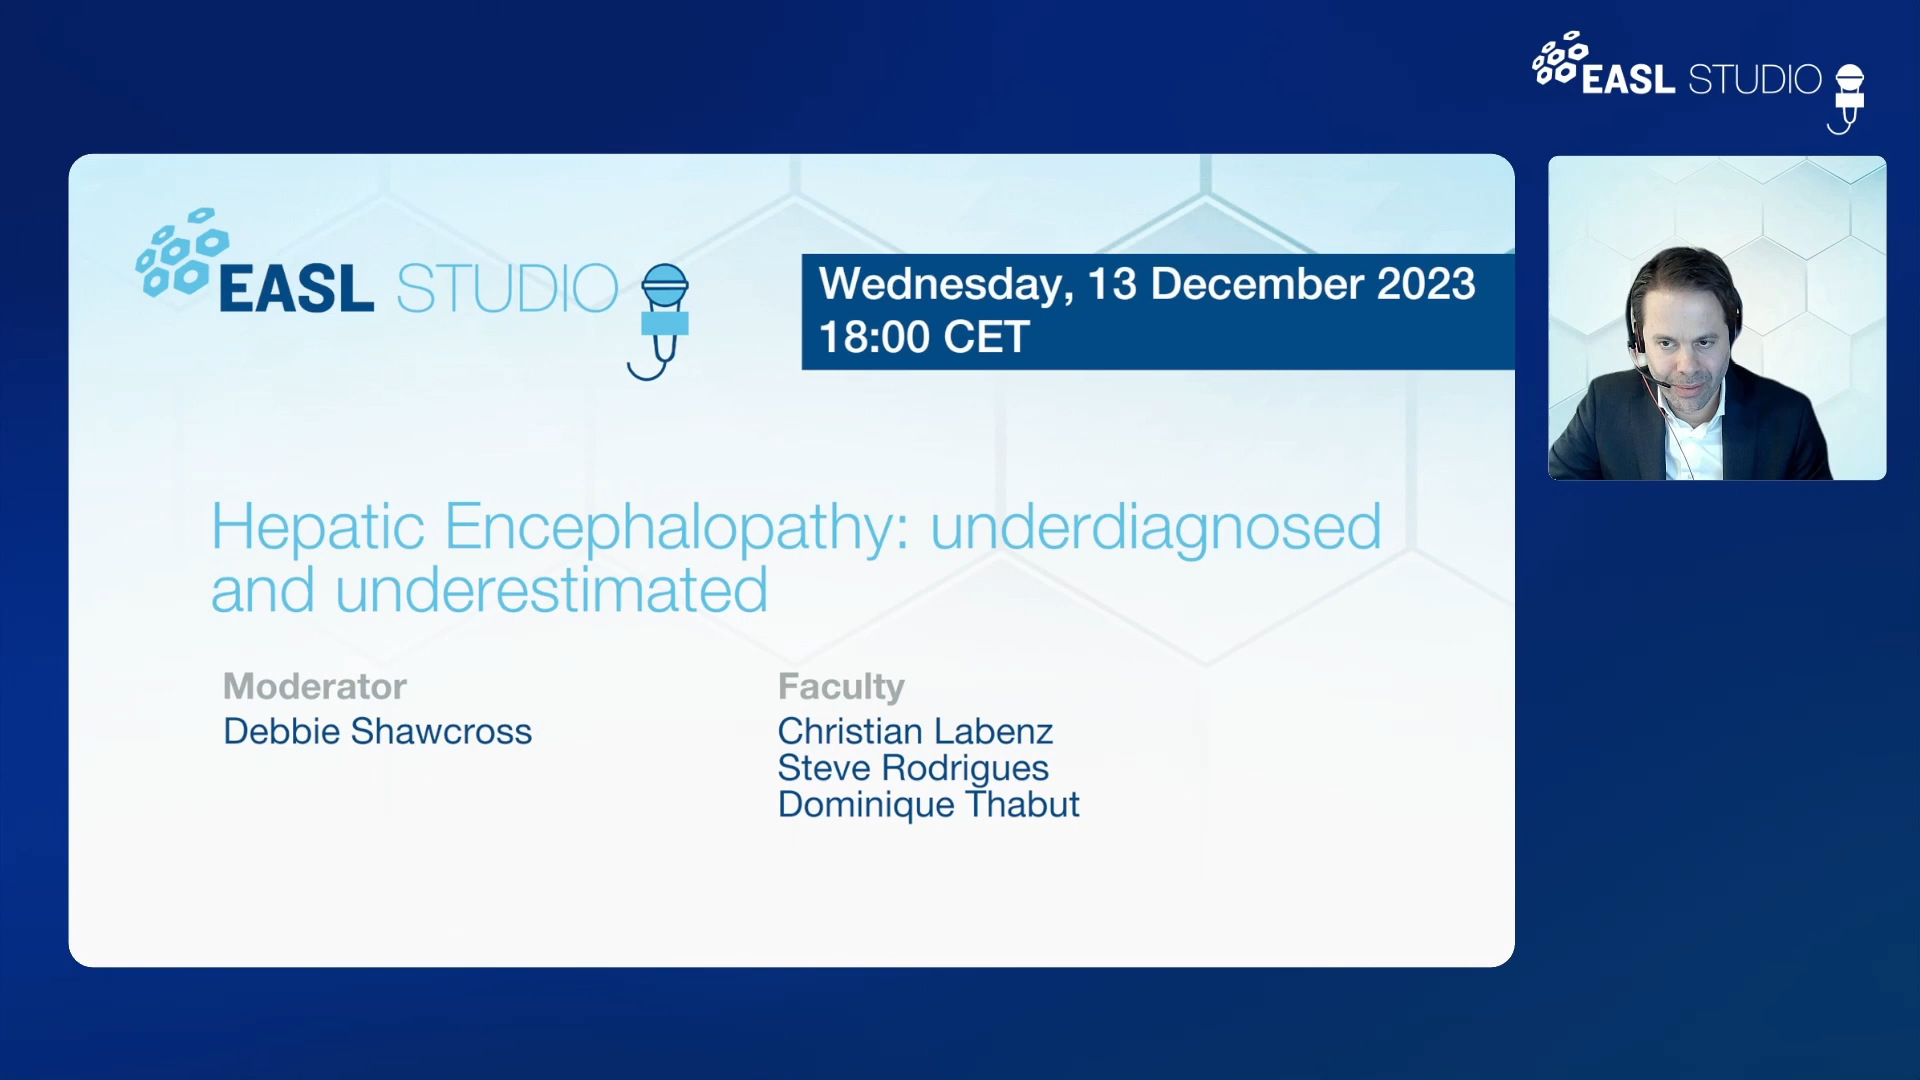 EASL STUDIO
EASL STUDIO
Wednesday, 13 December 2023
18:00 CET
Hepatic Encephalopathy: underdiagnosed
and underestimated
Moderator
Debbie Shawcross
Faculty
Christian Labenz
Steve Rodrigues
Dominique Thabut